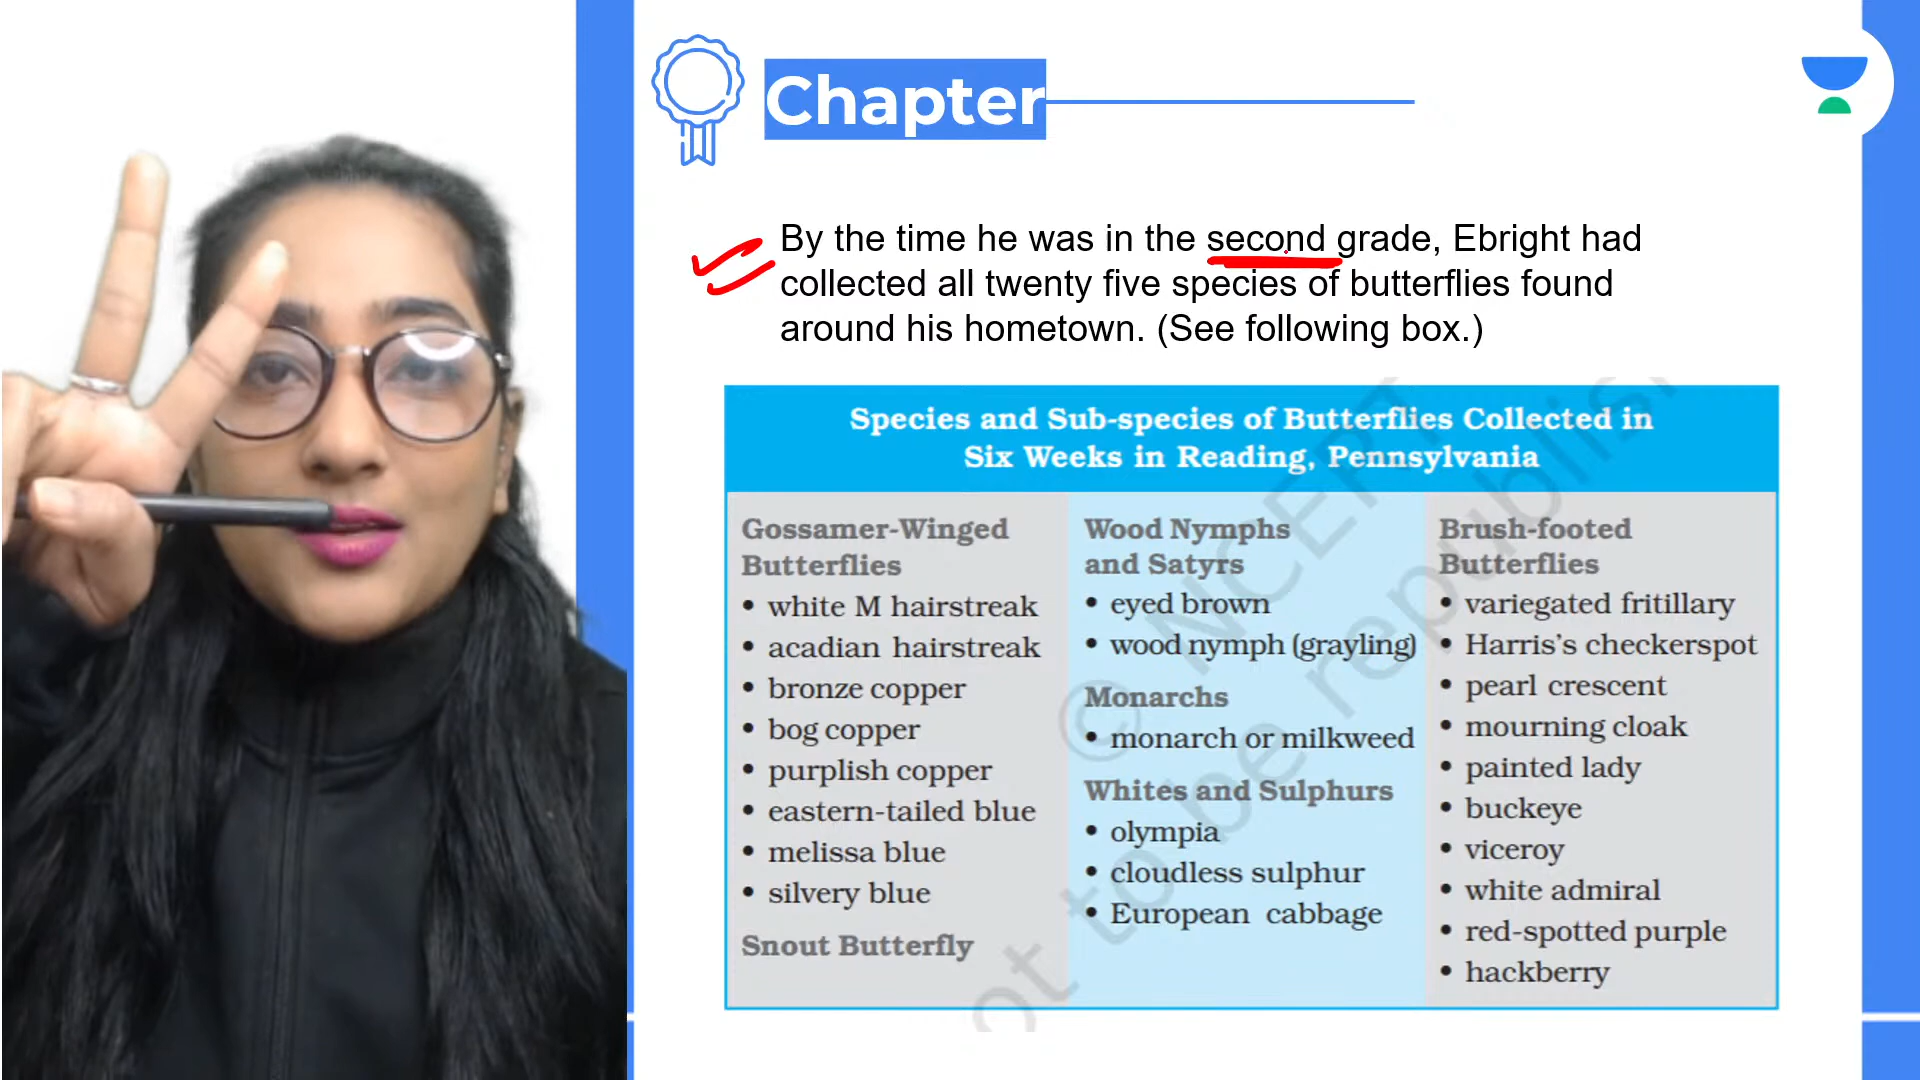 Chapter
By the time he was in the second grade, Ebright had
collected all twenty five species of butterflies found
around his hometown. (See following box.)
Species and Sub-species of Butterflies Collected in
Six Weeks in Reading, Pennsylvania
Gossamer-Winged
Butterflies
• white M hairstreak
• acadian hairstreak
• bronze copper
• bog copper
• purplish copper
• eastern-tailed blue
• melissa blue
• silvery blue
Snout Butterfly
Wood Nymphs
and Satyrs
• eyed brown
• wood nymph (grayling)
Monarchs
• monarch or milkweed
Whites and Sulphurs
• olympia
• cloudless sulphur
• European cabbage
Brush-footed
Butterflies
• variegated fritillary
• Harris's checkerspot
• pearl crescent
• mourning cloak
• painted lady
• buckeye
• viceroy
• white admiral
• red-spotted purple
• hackberry
© NCERT
not to be republis